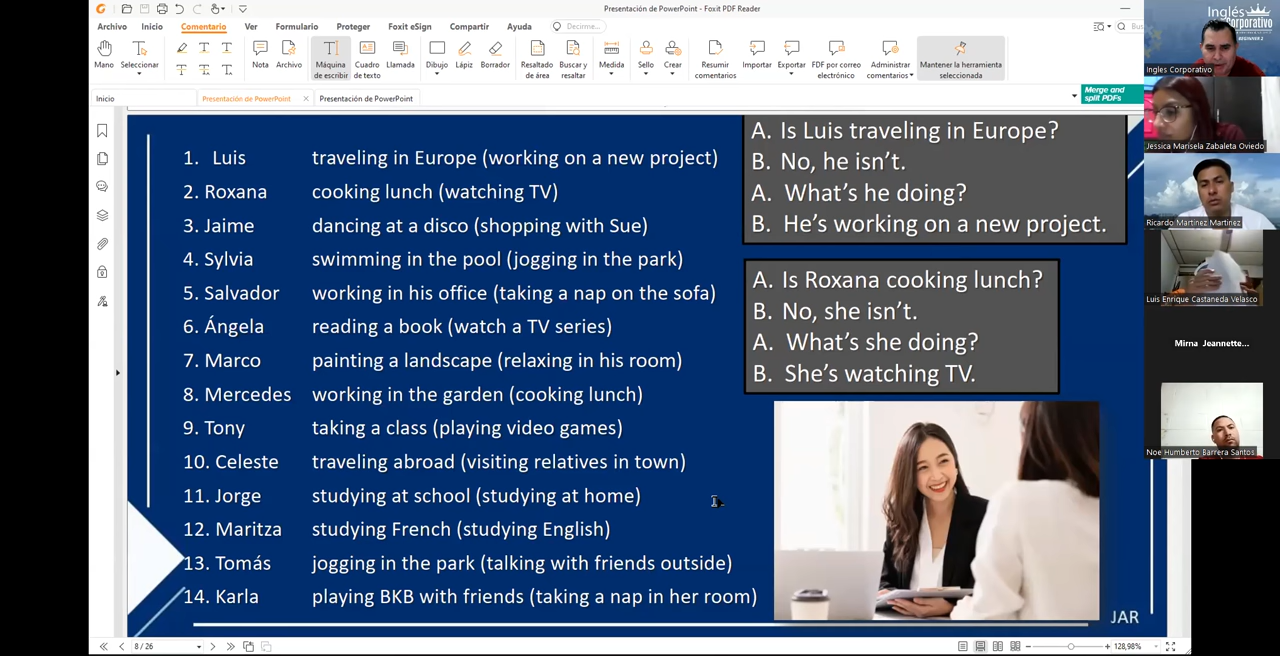 Presentación de PowerPoint - Foxit PDF Reader
Archivo Inicio Comentario Ver Formulario Proteger Foxit eSign Compartir Ayuda Decirme...
Mano Seleccionar Nota Archivo Máquina de escribir Cuadro de texto Llamada Dibujo Lápiz Borrador Resaltado de área Buscar y resaltar Medida Sello Crear Resumir comentarios Importar Exportar PDF por correo electrónico Administrar comentarios Mantener la herramienta seleccionada
Inicio Presentación de PowerPoint Presentación de PowerPoint
Merge and split PDFs
1. Luis traveling in Europe (working on a new project)
2. Roxana cooking lunch (watching TV)
3. Jaime dancing at a disco (shopping with Sue)
4. Sylvia swimming in the pool (jogging in the park)
5. Salvador working in his office (taking a nap on the sofa)
6. Ángela reading a book (watch a TV series)
7. Marco painting a landscape (relaxing in his room)
8. Mercedes working in the garden (cooking lunch)
9. Tony taking a class (playing video games)
10. Celeste traveling abroad (visiting relatives in town)
11. Jorge studying at school (studying at home)
12. Maritza studying French (studying English)
13. Tomás jogging in the park (talking with friends outside)
14. Karla playing BKB with friends (taking a nap in her room)
A. Is Luis traveling in Europe?
B. No, he isn't.
A. What's he doing?
B. He's working on a new project.
A. Is Roxana cooking lunch?
B. No, she isn't.
A. What's she doing?
B. She's watching TV.
JAR
8 / 26
128,98%
Inglés
Corporativo
BEGINNER 2
Ingles Corporativo
Jessica Marisela Zabaleta Oviedo
Ricardo Martinez Martinez
Luis Enrique Castaneda Velasco
Mirna Jeannette...
Noe Humberto Barrera Santos